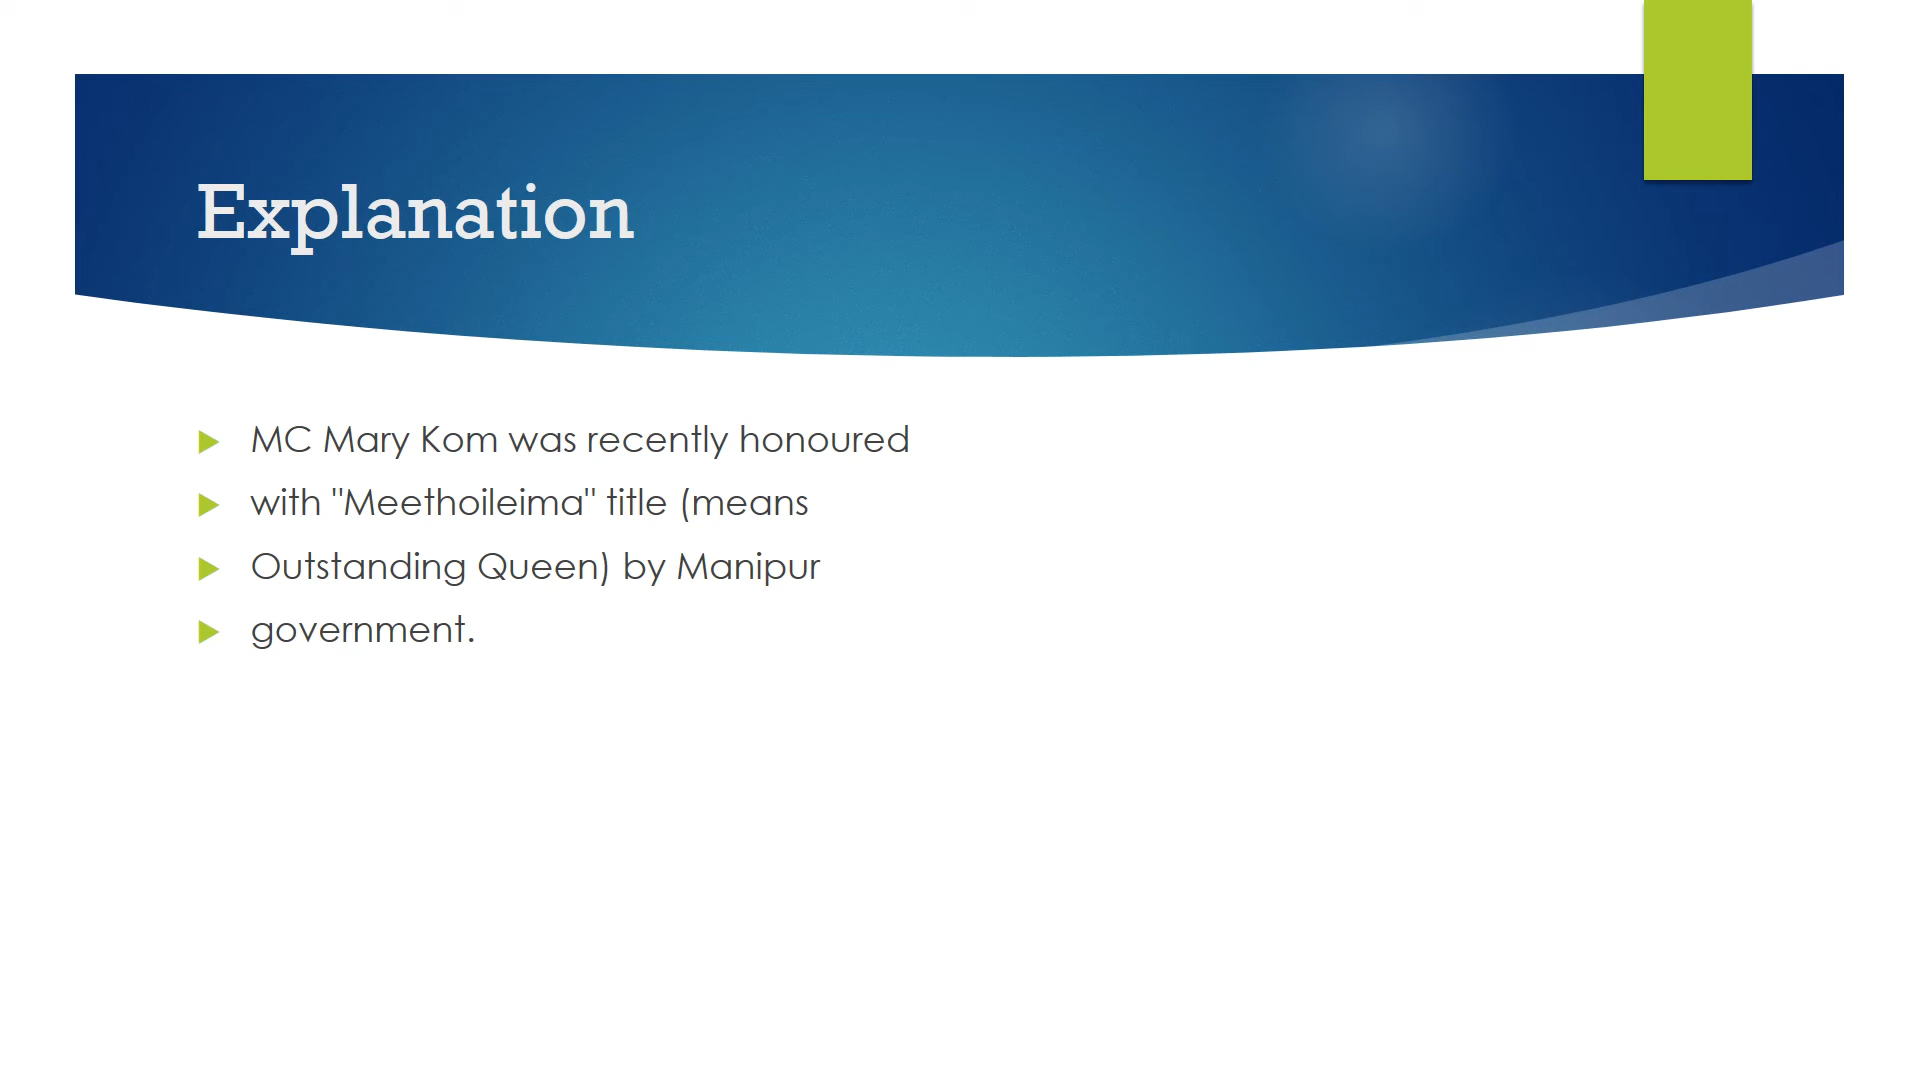 Explanation
MC Mary Kom was recently honoured
with "Meethoileima" title (means
Outstanding Queen) by Manipur
government.